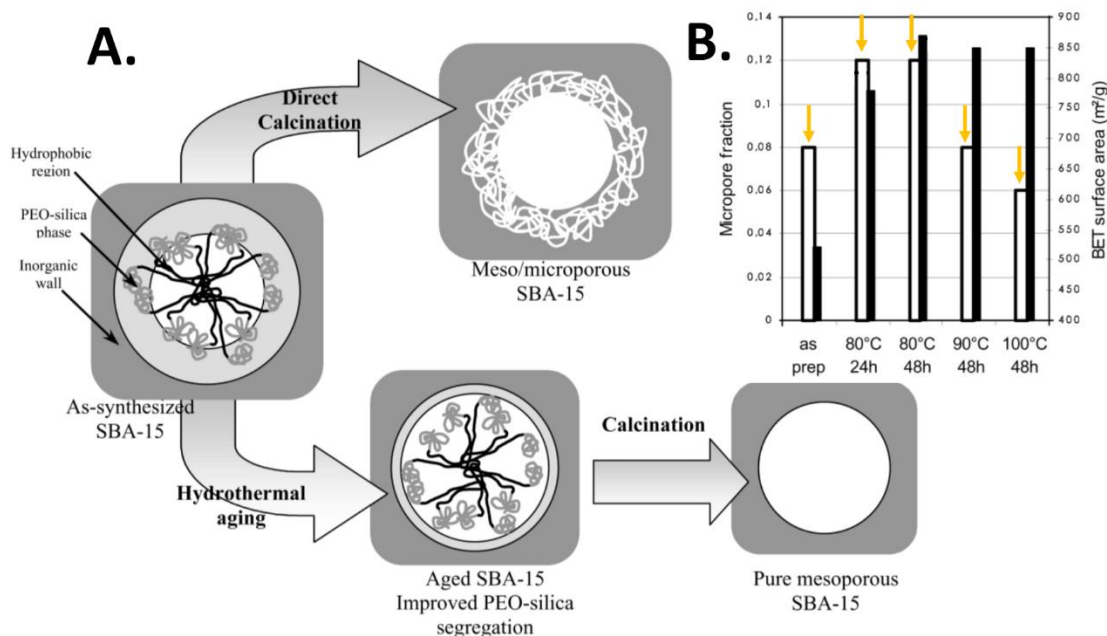 A.
Direct
Calcination
Hydrophobic
region
PEO-silica
phase
Inorganic
wall
As-synthesized
SBA-15
Meso/microporous
SBA-15
Hydrothermal
aging
Aged SBA-15
Improved PEO-silica
segregation
Calcination
Pure mesoporous
SBA-15
B.
Micropore fraction
0,14
0,12
0,1
0,08
0,06
0,04
0,02
0
BET surface area (m²/g)
900
850
800
750
700
650
600
550
500
450
400
as
prep
80°C
24h
80°C
48h
90°C
48h
100°C
48h